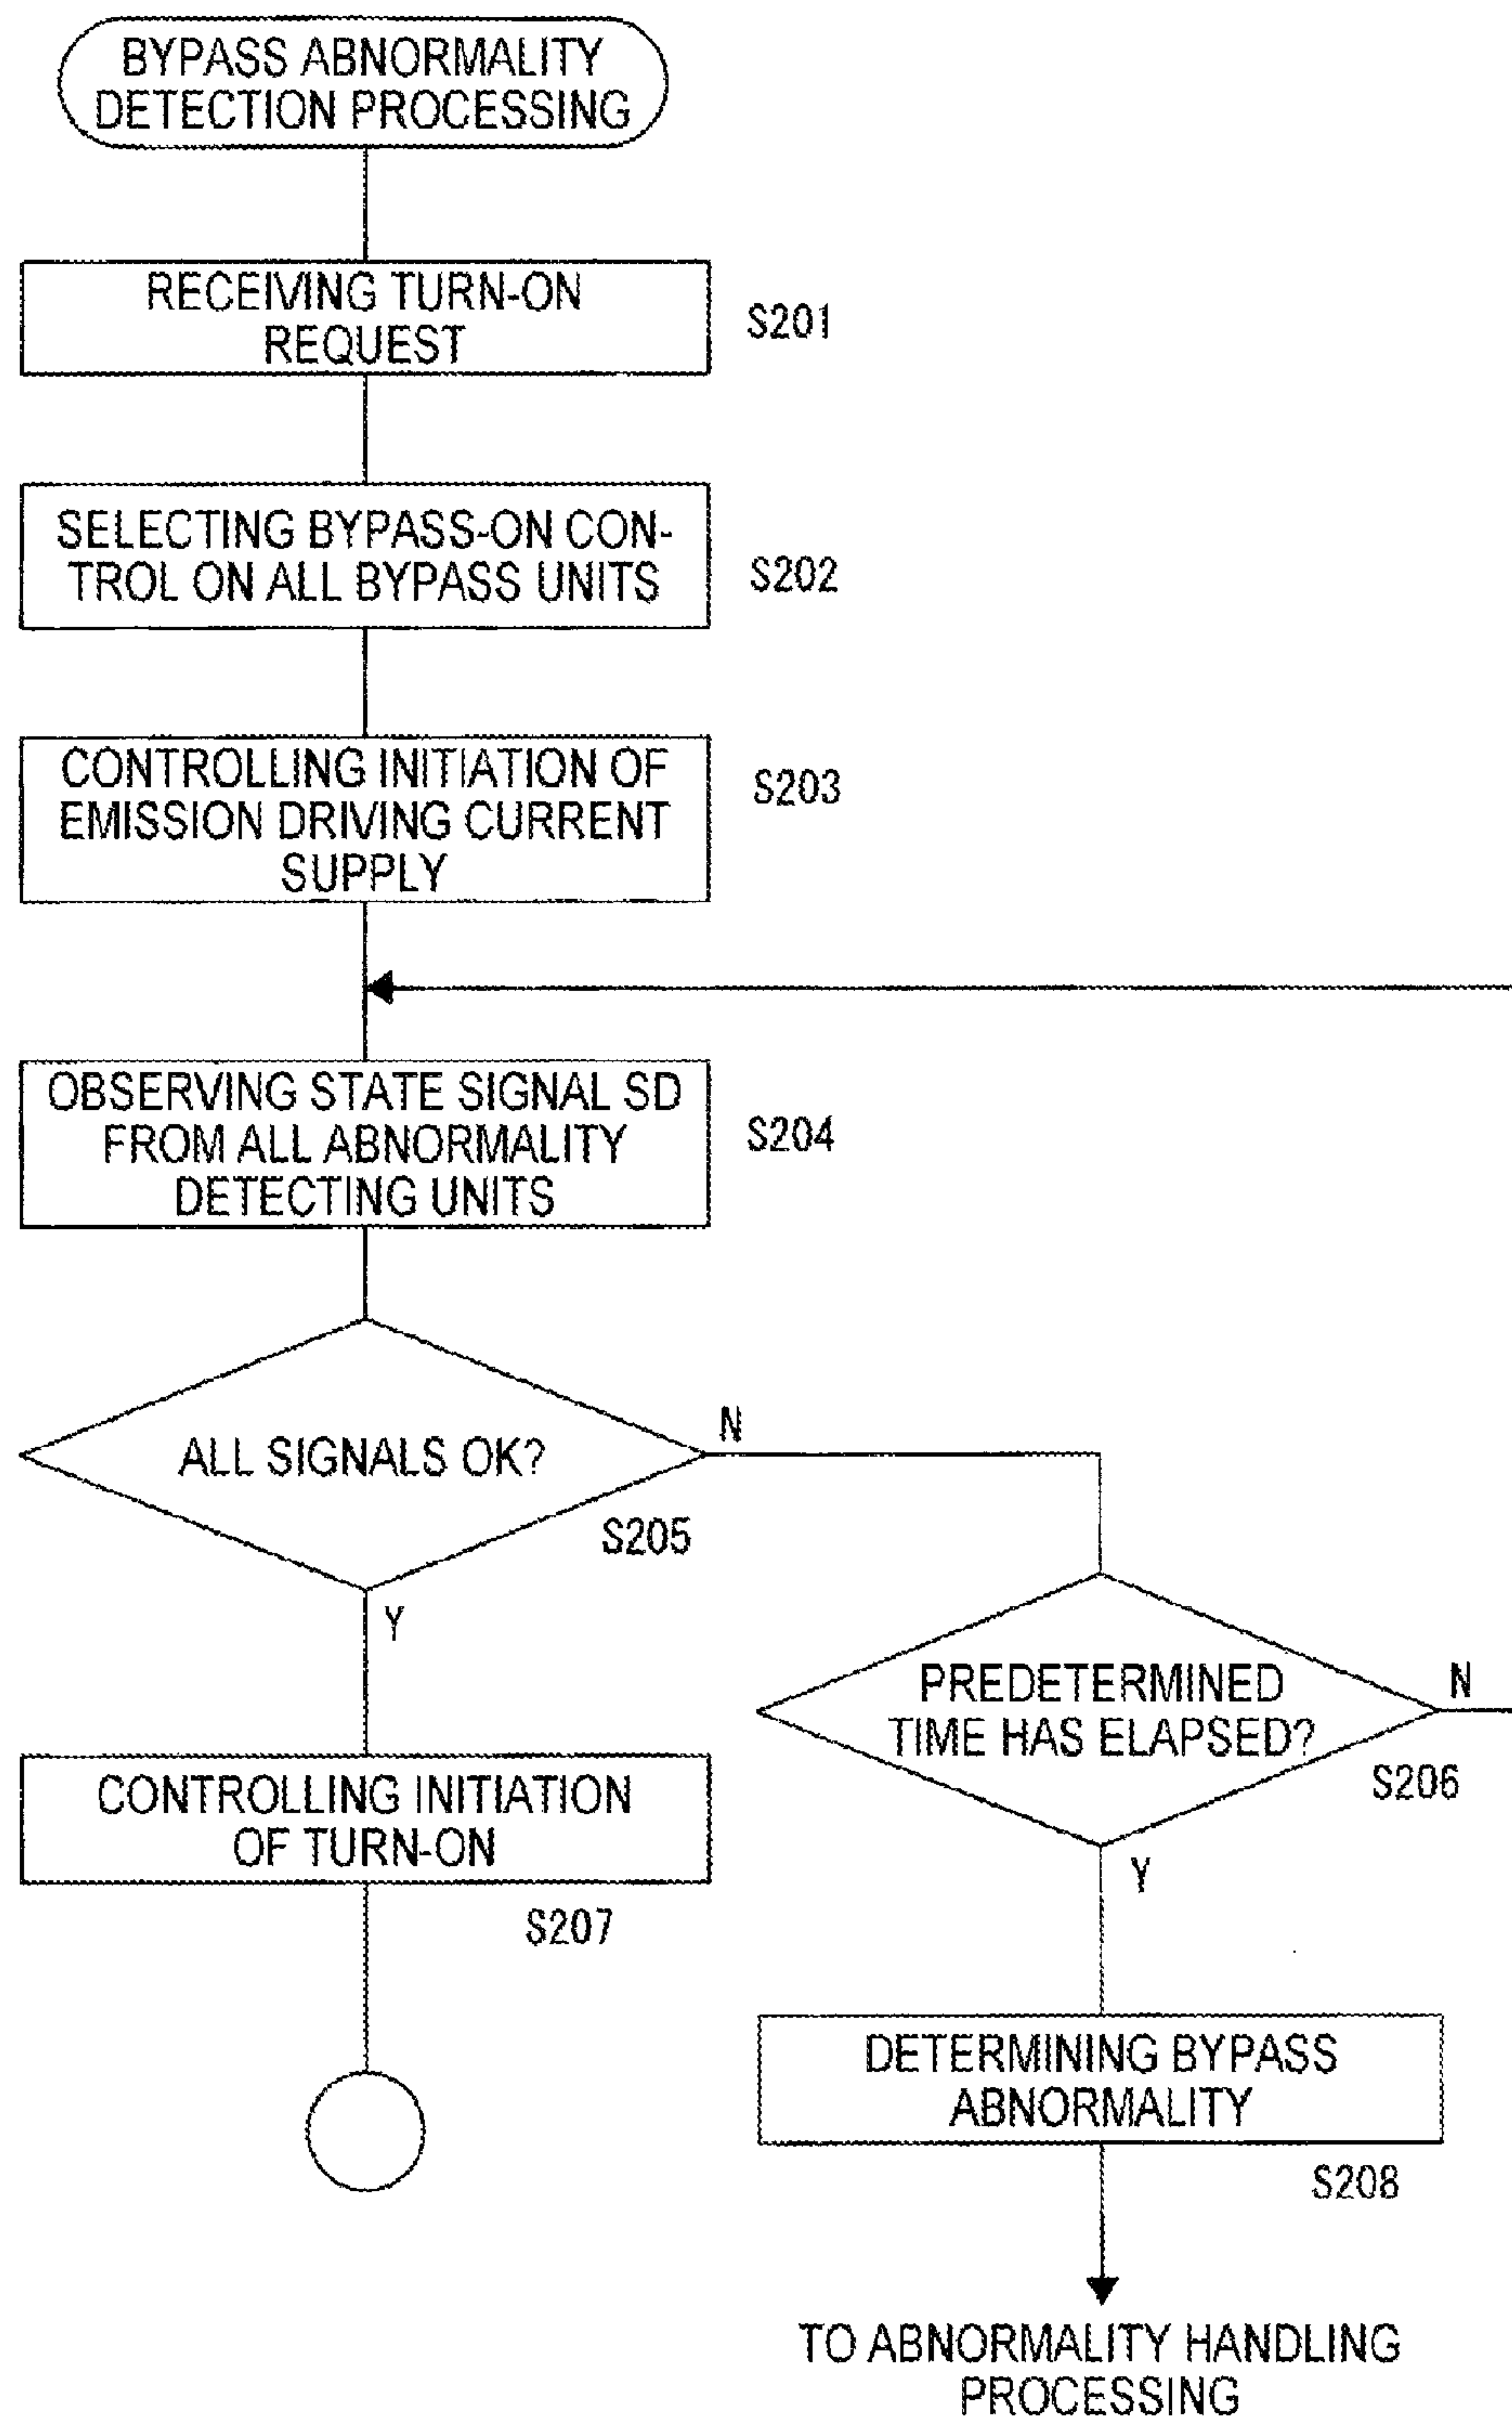 BYPASS ABNORMALITY
DETECTION PROCESSING
RECEIVING TURN-ON
REQUEST
S201
SELECTING BYPASS-ON CON-
TROL ON ALL BYPASS UNITS
S202
CONTROLLING INITIATION OF
EMISSION DRIVING CURRENT
SUPPLY
S203
OBSERVING STATE SIGNAL SD
FROM ALL ABNORMALITY
DETECTING UNITS
S204
ALL SIGNALS OK?
N
S205
Y
PREDETERMINED
TIME HAS ELAPSED?
N
S206
CONTROLLING INITIATION
OF TURN-ON
Y
S207
DETERMINING BYPASS
ABNORMALITY
S208
TO ABNORMALITY HANDLING
PROCESSING